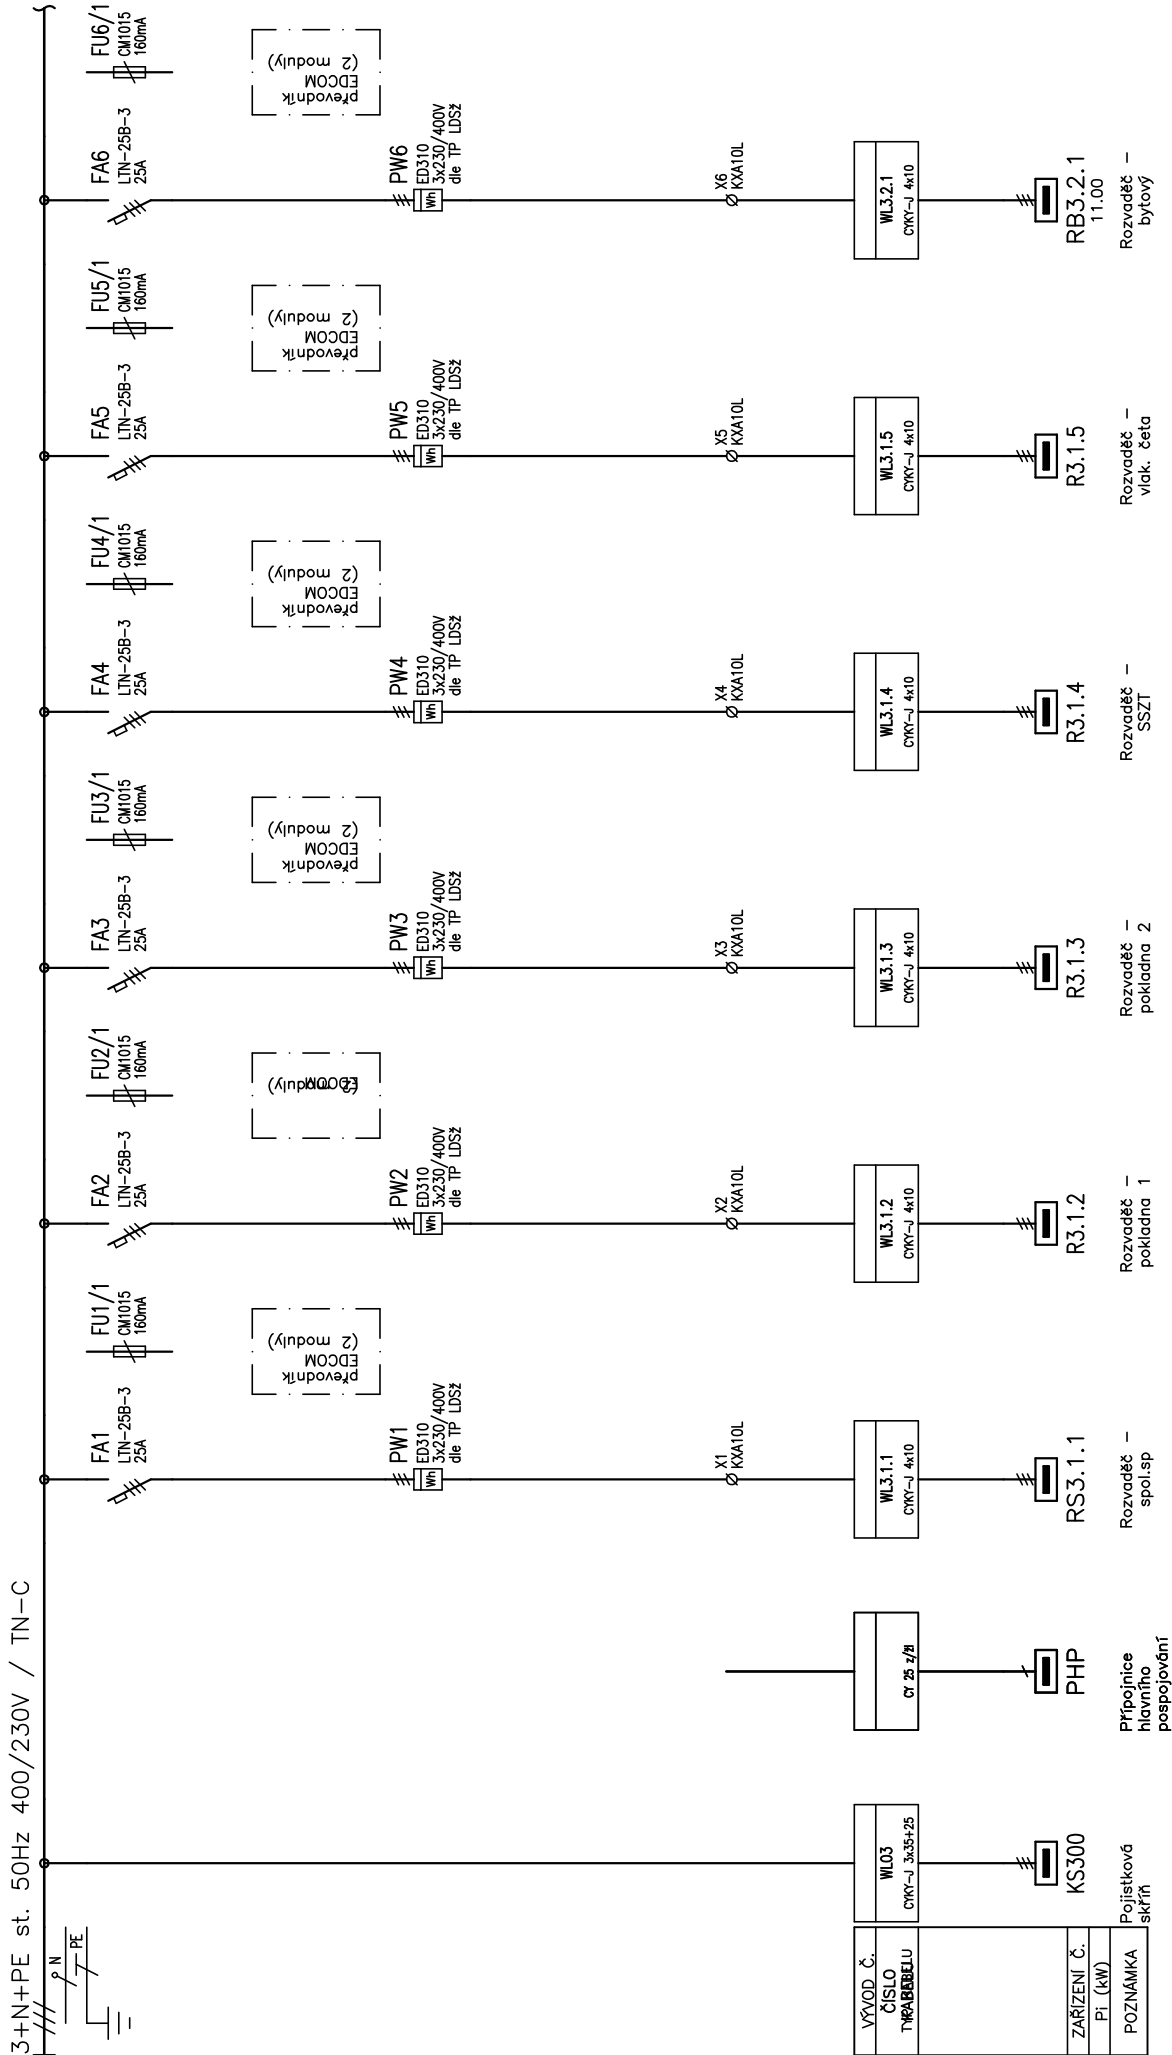 3+N+PE st. 50Hz 400/230V / TN-C
N
PE
FA1
LTN-25B-3
25A
FU1/1
CM1015
160mA
FA2
LTN-25B-3
25A
FU2/1
CM1015
160mA
FA3
LTN-25B-3
25A
FU3/1
CM1015
160mA
FA4
LTN-25B-3
25A
FU4/1
CM1015
160mA
FA5
LTN-25B-3
25A
FU5/1
CM1015
160mA
FA6
LTN-25B-3
25A
FU6/1
CM1015
160mA
převodník
EDCOM
(2 moduly)
EDCOM
(2 moduly)
převodník
EDCOM
(2 moduly)
převodník
EDCOM
(2 moduly)
převodník
EDCOM
(2 moduly)
převodník
EDCOM
(2 moduly)
PW1
Wh
ED310
3x230/400V
dle TP LDSž
PW2
Wh
ED310
3x230/400V
dle TP LDSž
PW3
Wh
ED310
3x230/400V
dle TP LDSž
PW4
Wh
ED310
3x230/400V
dle TP LDSž
PW5
Wh
ED310
3x230/400V
dle TP LDSž
PW6
Wh
ED310
3x230/400V
dle TP LDSž
X1
KXA10L
X2
KXA10L
X3
KXA10L
X4
KXA10L
X5
KXA10L
X6
KXA10L
VÝVOD Č.
ČÍSLO
KABELU
TYP KABELU
WL03
CYKY-J 3x35+25
CY 25 z/žl
WL3.1.1
CYKY-J 4x10
WL3.1.2
CYKY-J 4x10
WL3.1.3
CYKY-J 4x10
WL3.1.4
CYKY-J 4x10
WL3.1.5
CYKY-J 4x10
WL3.2.1
CYKY-J 4x10
ZAŘÍZENÍ Č.
KS300
PHP
RS3.1.1
R3.1.2
R3.1.3
R3.1.4
R3.1.5
RB3.2.1
Pi (kW)
11.00
POZNÁMKA
Pojistková
skříň
Přípojnice
hlavního
pospojování
Rozvaděč -
spol.sp
Rozvaděč -
pokladna 1
Rozvaděč -
pokladna 2
Rozvaděč -
SSZT
Rozvaděč -
vlak. četa
Rozvaděč -
bytový